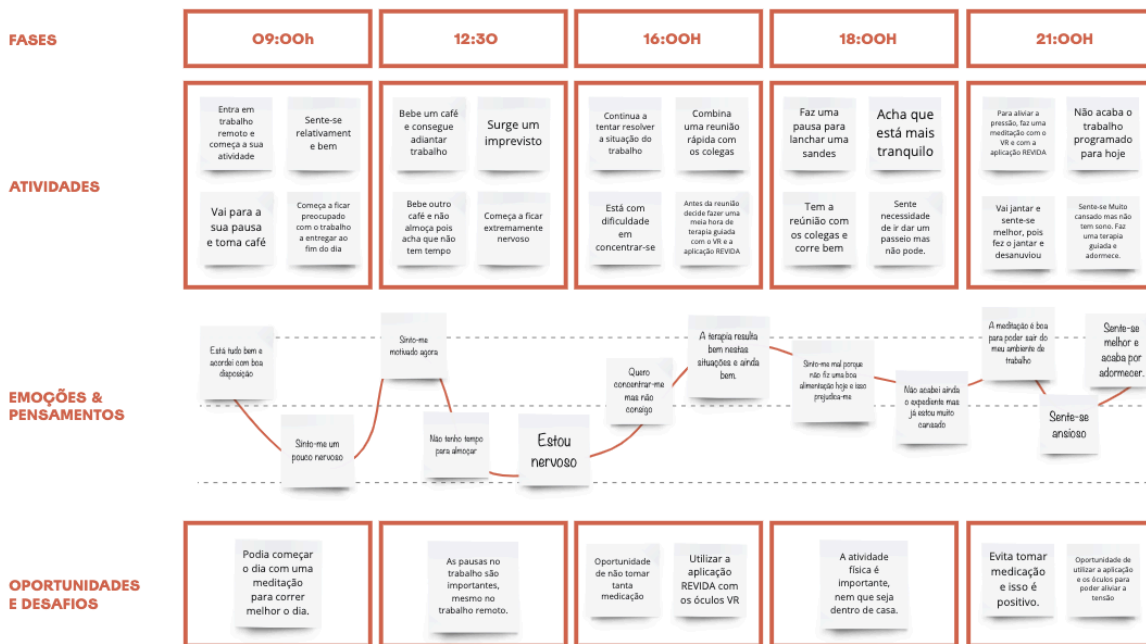 FASES
09:00h
12:30
16:00H
18:00H
21:00H
ATIVIDADES
Entra em
trabalho
remoto e
começa a sua
atividade
Sente-se
relativament
e bem
Vai para a
sua pausa
e toma café
Começa a ficar
preocupado
com o trabalho
a entregar ao
fim do dia
Bebe um café
e consegue
adiantar
trabalho
Surge um
imprevisto
Bebe outro
café e não
almoça pois
acha que não
tem tempo
Começa a ficar
extremamente
nervoso
Continua a
tentar resolver
a situação do
trabalho
Combina
uma reunião
rápida com
os colegas
Está com
dificuldade
em
concentrar-se
Antes da reunião
decide fazer uma
meia hora de
terapia guiada
com o VR e a
aplicação REVIDA
Faz uma
pausa para
lanchar uma
sandes
Acha que
está mais
tranquilo
Tem a
reúnião com
os colegas e
corre bem
Sente
necessidade
de ir dar um
passeio mas
não pode.
Para aliviar a
pressão, faz uma
meditação com o
VR e com a
aplicação REVIDA
Não acaba o
trabalho
programado
para hoje
Vai jantar e
sente-se
melhor, pois
fez o jantar e
desanuviou
Sente-se Muito
cansado mas não
tem sono. Faz
uma terapia
guiada e
adormece.
EMOÇÕES &
PENSAMENTOS
Está tudo bem e
acordei com boa
disposição
Sinto-me um
pouco nervoso
Sinto-me
motivado agora
Não tenho tempo
para almoçar
Estou
nervoso
Quero
concentrar-me
mas não
consigo
A terapia resulta
bem nestas
situações e ainda
bem.
Sinto-me mal porque
não fiz uma boa
alimentação hoje e isso
prejudica-me
Não acabei ainda
o expediente mas
já estou muito
cansado
A meditação é boa
para poder sair do
meu ambiente de
trabalho
Sente-se
ansioso
Sente-se
melhor e
acaba por
adormecer.
OPORTUNIDADES
E DESAFIOS
Podia começar
o dia com uma
meditação
para correr
melhor o dia.
As pausas no
trabalho são
importantes,
mesmo no
trabalho remoto.
Oportunidade
de não tomar
tanta
medicação
Utilizar a
aplicação
REVIDA com
os óculos VR
A atividade
física é
importante,
nem que seja
dentro de casa.
Evita tomar
medicação
e isso é
positivo.
Oportunidade de
utilizar a aplicação
e os óculos para
poder aliviar a
tensão